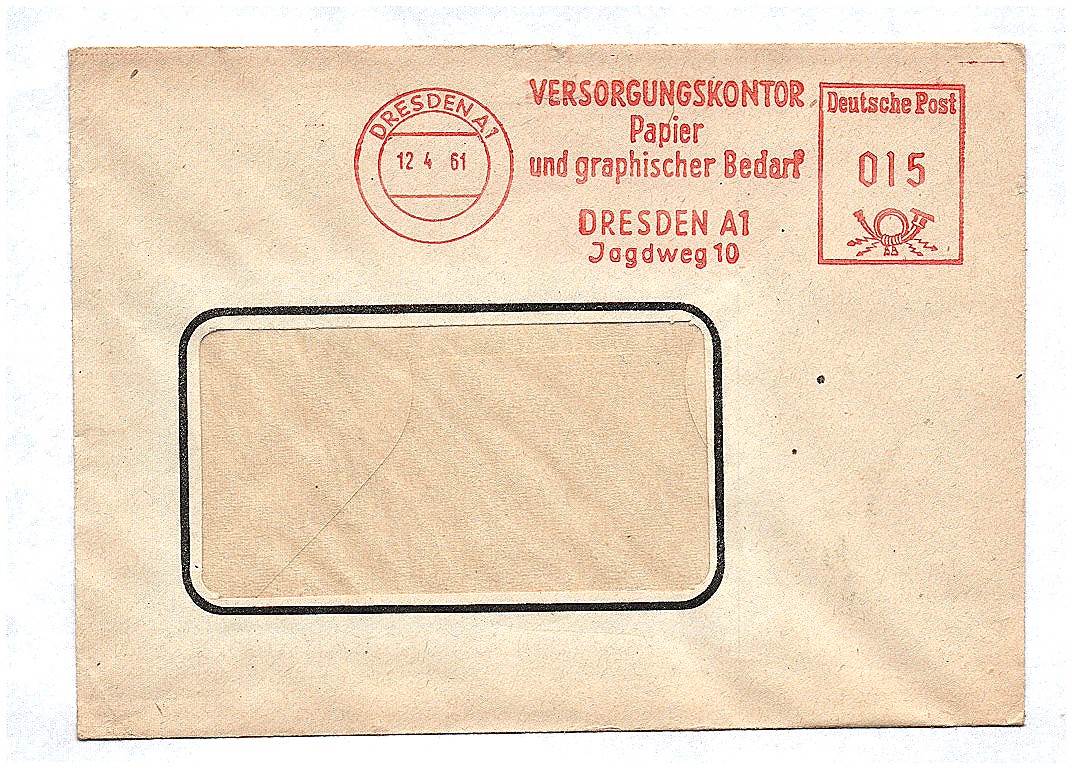 DRESDEN A1
12 4 61
VERSORGUNGSKONTOR
Papier
und graphischer Bedarf
DRESDEN A1
Jagdweg 10
Deutsche Post
015